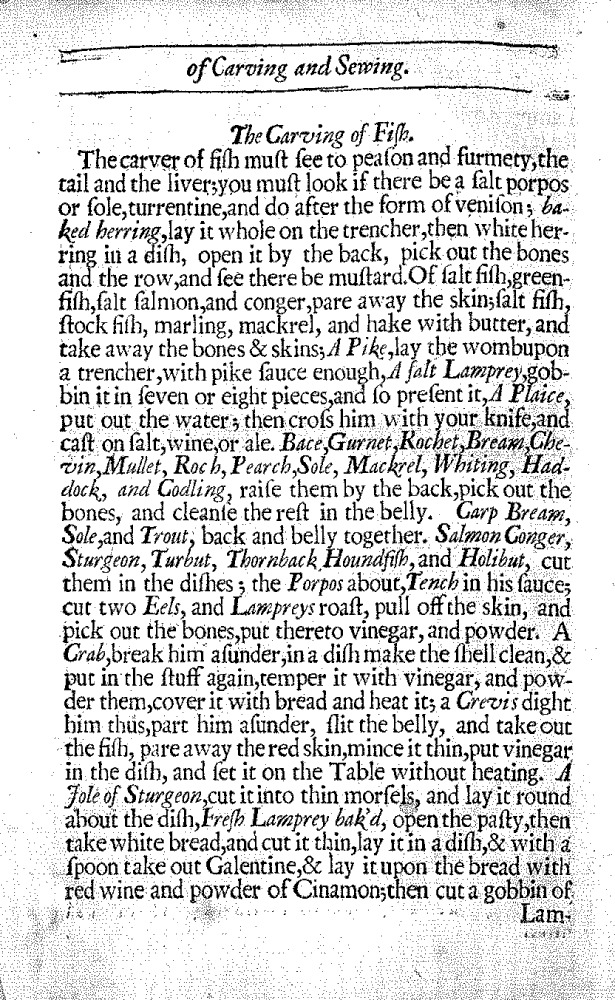 of Carving and Sewing.
The Carving of Fiſh.
The carver of fiſh muſt ſee to peaſon and furmety,the
tail and the liver;you muſt look if there be a ſalt porpos
or ſole,turrentine,and do after the form of veniſon; ba-
ked herring,lay it whole on the trencher,then white her-
ring in a diſh, open it by the back, pick out the bones
and the row,and ſee there be muſtard.Of ſalt fiſh,green-
fiſh,ſalt ſalmon,and conger,pare away the skin;ſalt fiſh,
ſtock fiſh, marling, mackrel, and hake with butter, and
take away the bones & skins;A Pike,lay the wombupon
a trencher,with pike ſauce enough,A ſalt Lamprey,gob-
bin it in ſeven or eight pieces,and ſo preſent it,A Plaice,
put out the water; then croſs him with your knife,and
caſt on ſalt,wine,or ale. Bace,Gurnet,Rochet,Bream,Che-
vin,Mullet, Roch, Pearch,Sole, Mackrel, Whiting, Had-
dock, and Codling, raiſe them by the back,pick out the
bones, and cleanſe the reſt in the belly. Carp Bream,
Sole,and Trout, back and belly together. Salmon Conger,
Sturgeon, Turbut, Thornback Houndfiſh, and Holibut, cut
them in the diſhes; the Porpos about,Tench in his ſauce;
cut two Eels, and Lampreys roaſt, pull off the skin, and
pick out the bones,put thereto vinegar, and powder. A
Crab,break him aſunder,in a diſh make the ſhell clean,&
put in the ſtuff again,temper it with vinegar, and pow-
der them,cover it with bread and heat it; a Crevis dight
him thus,part him aſunder, ſlit the belly, and take out
the fiſh, pare away the red skin,mince it thin,put vinegar
in the diſh, and ſet it on the Table without heating. A
Jole of Sturgeon,cut it into thin morſels, and lay it round
about the diſh,Freſh Lamprey bak'd, open the paſty,then
take white bread,and cut it thin,lay it in a diſh,& with a
ſpoon take out Galentine,& lay it upon the bread with
red wine and powder of Cinamon;then cut a gobbin of
Lam-